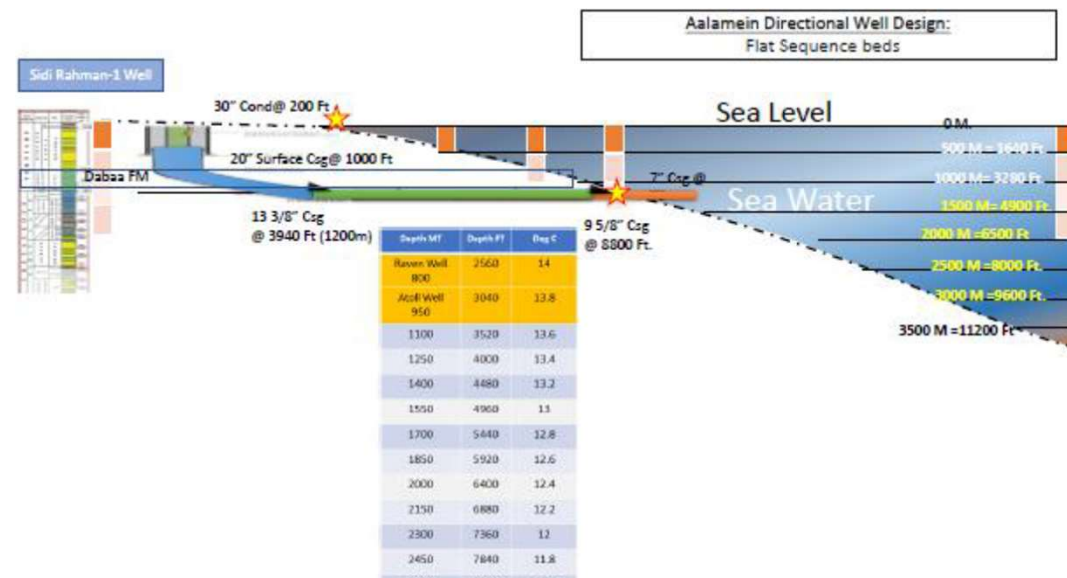 Aalamein Directional Well Design:
Flat Sequence beds
Sidi Rahman-1 Well
30" Cond@ 200 Ft
Sea Level
0 M.
500 M = 1640 Ft.
20" Surface Csg@ 1000 Ft
Dabaa FM
7" Csg @
1000 M= 3280 Ft.
Sea Water
1500 M= 4900 Ft.
13 3/8" Csg
@ 3940 Ft (1200m)
9 5/8" Csg
@ 8800 Ft.
2000 M =6500 Ft
2500 M =8000 Ft.
3000 M =9600 Ft.
3500 M =11200 Ft
Depth MT Depth FT Deg C
Raven Well 800 2560 14
Atoll Well 950 3040 13.8
1100 3520 13.6
1250 4000 13.4
1400 4480 13.2
1550 4960 13
1700 5440 12.8
1850 5920 12.6
2000 6400 12.4
2150 6880 12.2
2300 7360 12
2450 7840 11.8